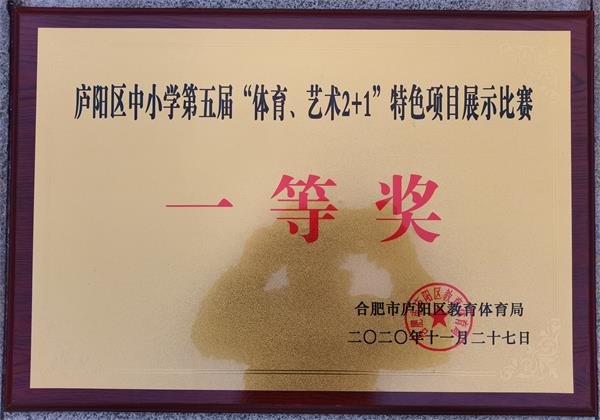 庐阳区中小学第五届“体育、艺术2+1”特色项目展示比赛
一等奖
合肥市庐阳区教育体育局
二〇二〇年十一月二十七日